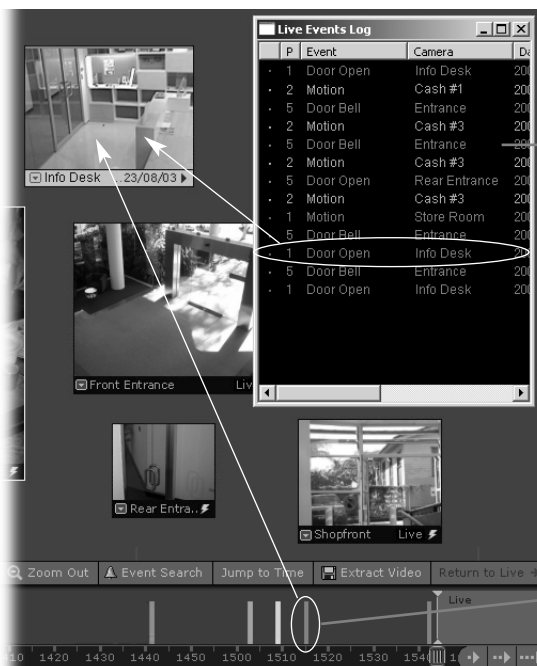 Live Events Log
P Event Camera Da
1 Door Open Info Desk 200
2 Motion Cash #1 200
5 Door Bell Entrance 200
2 Motion Cash #3 200
5 Door Bell Entrance 200
2 Motion Cash #3 200
5 Door Open Rear Entrance 200
2 Motion Cash #3 200
1 Motion Store Room 200
5 Door Bell Entrance 200
1 Door Open Info Desk 200
5 Door Bell Entrance 200
1 Door Open Info Desk 200
Info Desk ..23/08/03
Front Entrance Liv
Rear Entra..
Shopfront Live
Zoom Out Event Search Jump to Time Extract Video Return to Live
Live
410 1420 1430 1440 1450 1500 1510 1520 1530 154